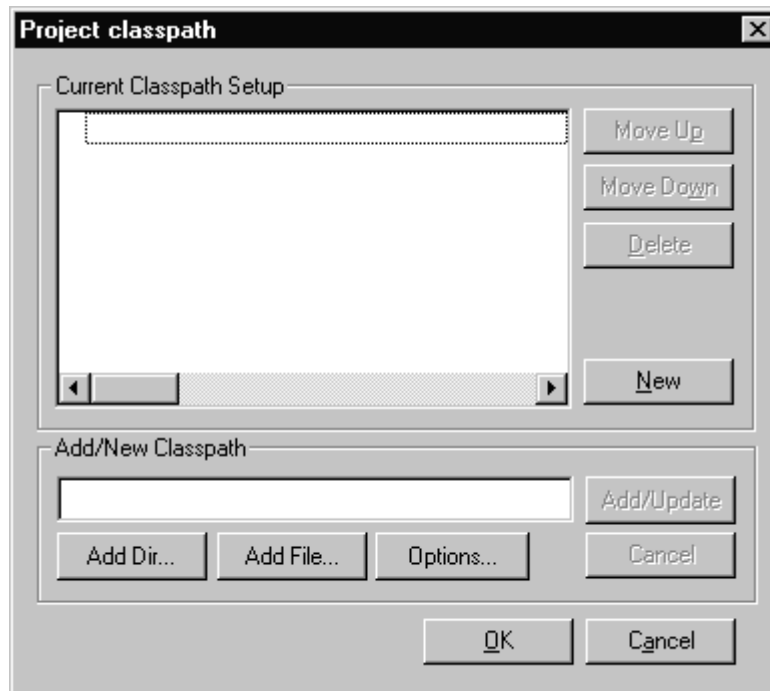 Project classpath
Current Classpath Setup
Move Up
Move Down
Delete
New
Add/New Classpath
Add/Update
Add Dir...
Add File...
Options...
Cancel
OK
Cancel